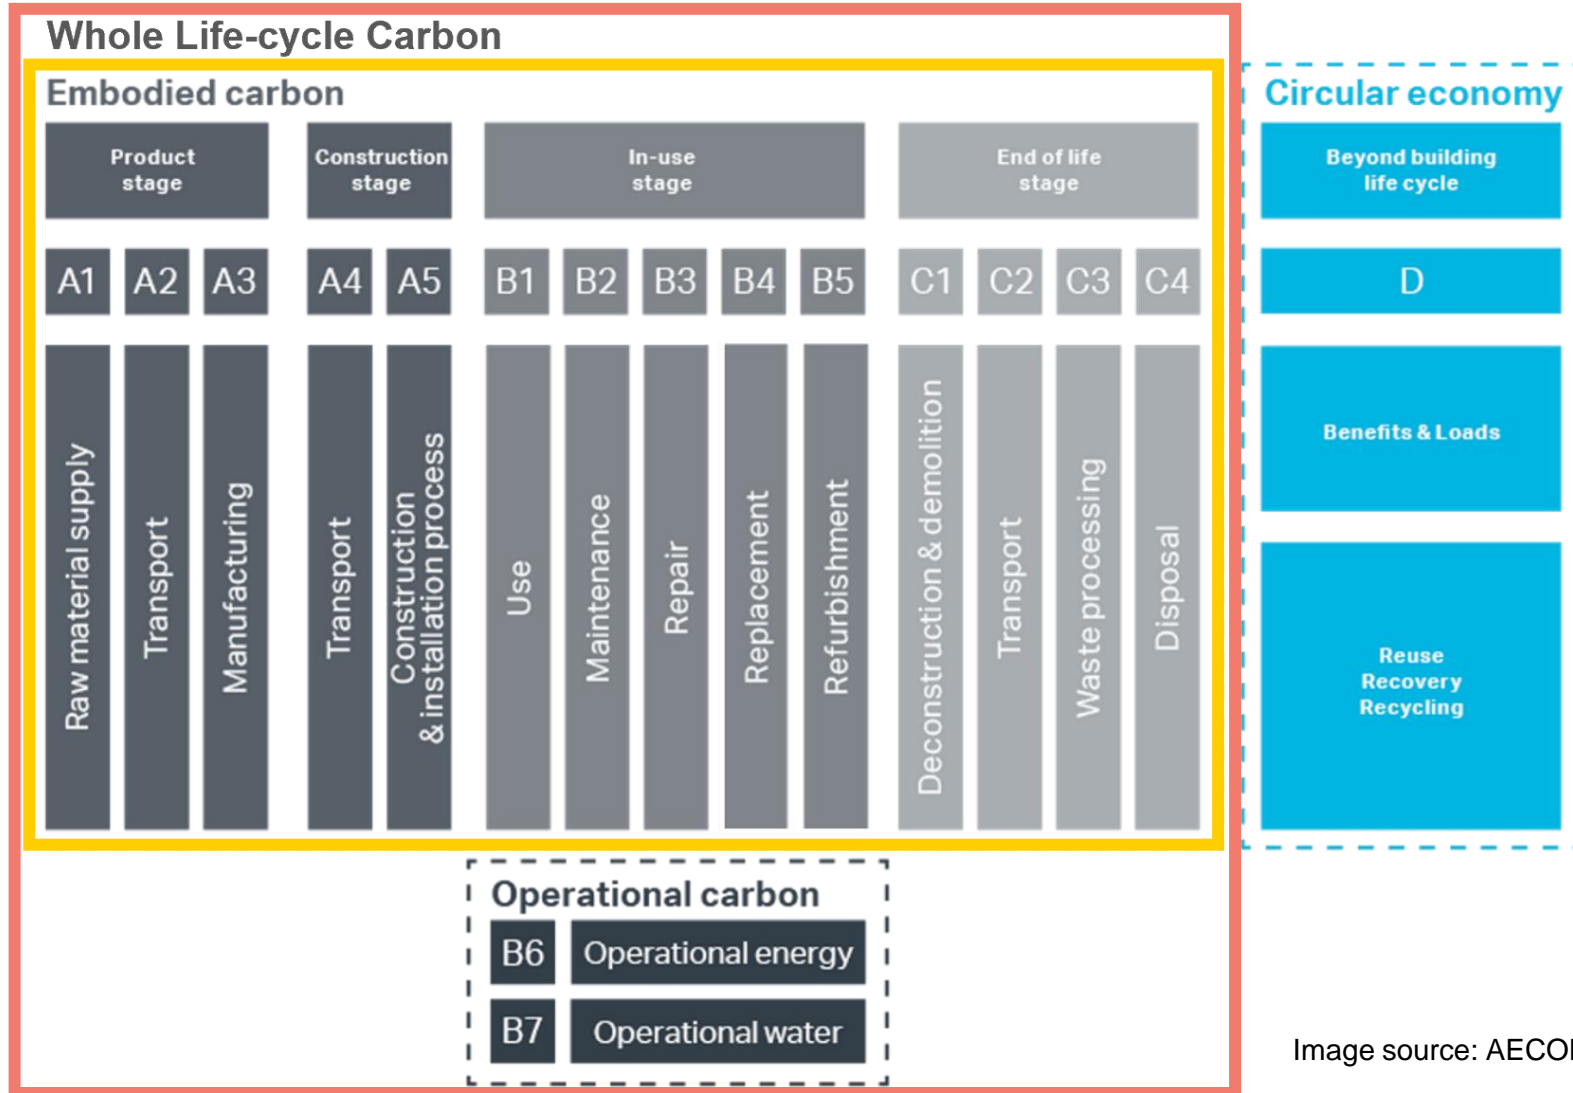 Whole Life-cycle Carbon
Embodied carbon
Product
stage
Construction
stage
In-use
stage
End of life
stage
A1 A2 A3 A4 A5 B1 B2 B3 B4 B5 C1 C2 C3 C4
Raw material supply
Transport
Manufacturing
Transport
Construction
& installation process
Use
Maintenance
Repair
Replacement
Refurbishment
Deconstruction & demolition
Transport
Waste processing
Disposal
Operational carbon
B6 Operational energy
B7 Operational water
Circular economy
Beyond building
life cycle
D
Benefits & Loads
Reuse
Recovery
Recycling
Image source: